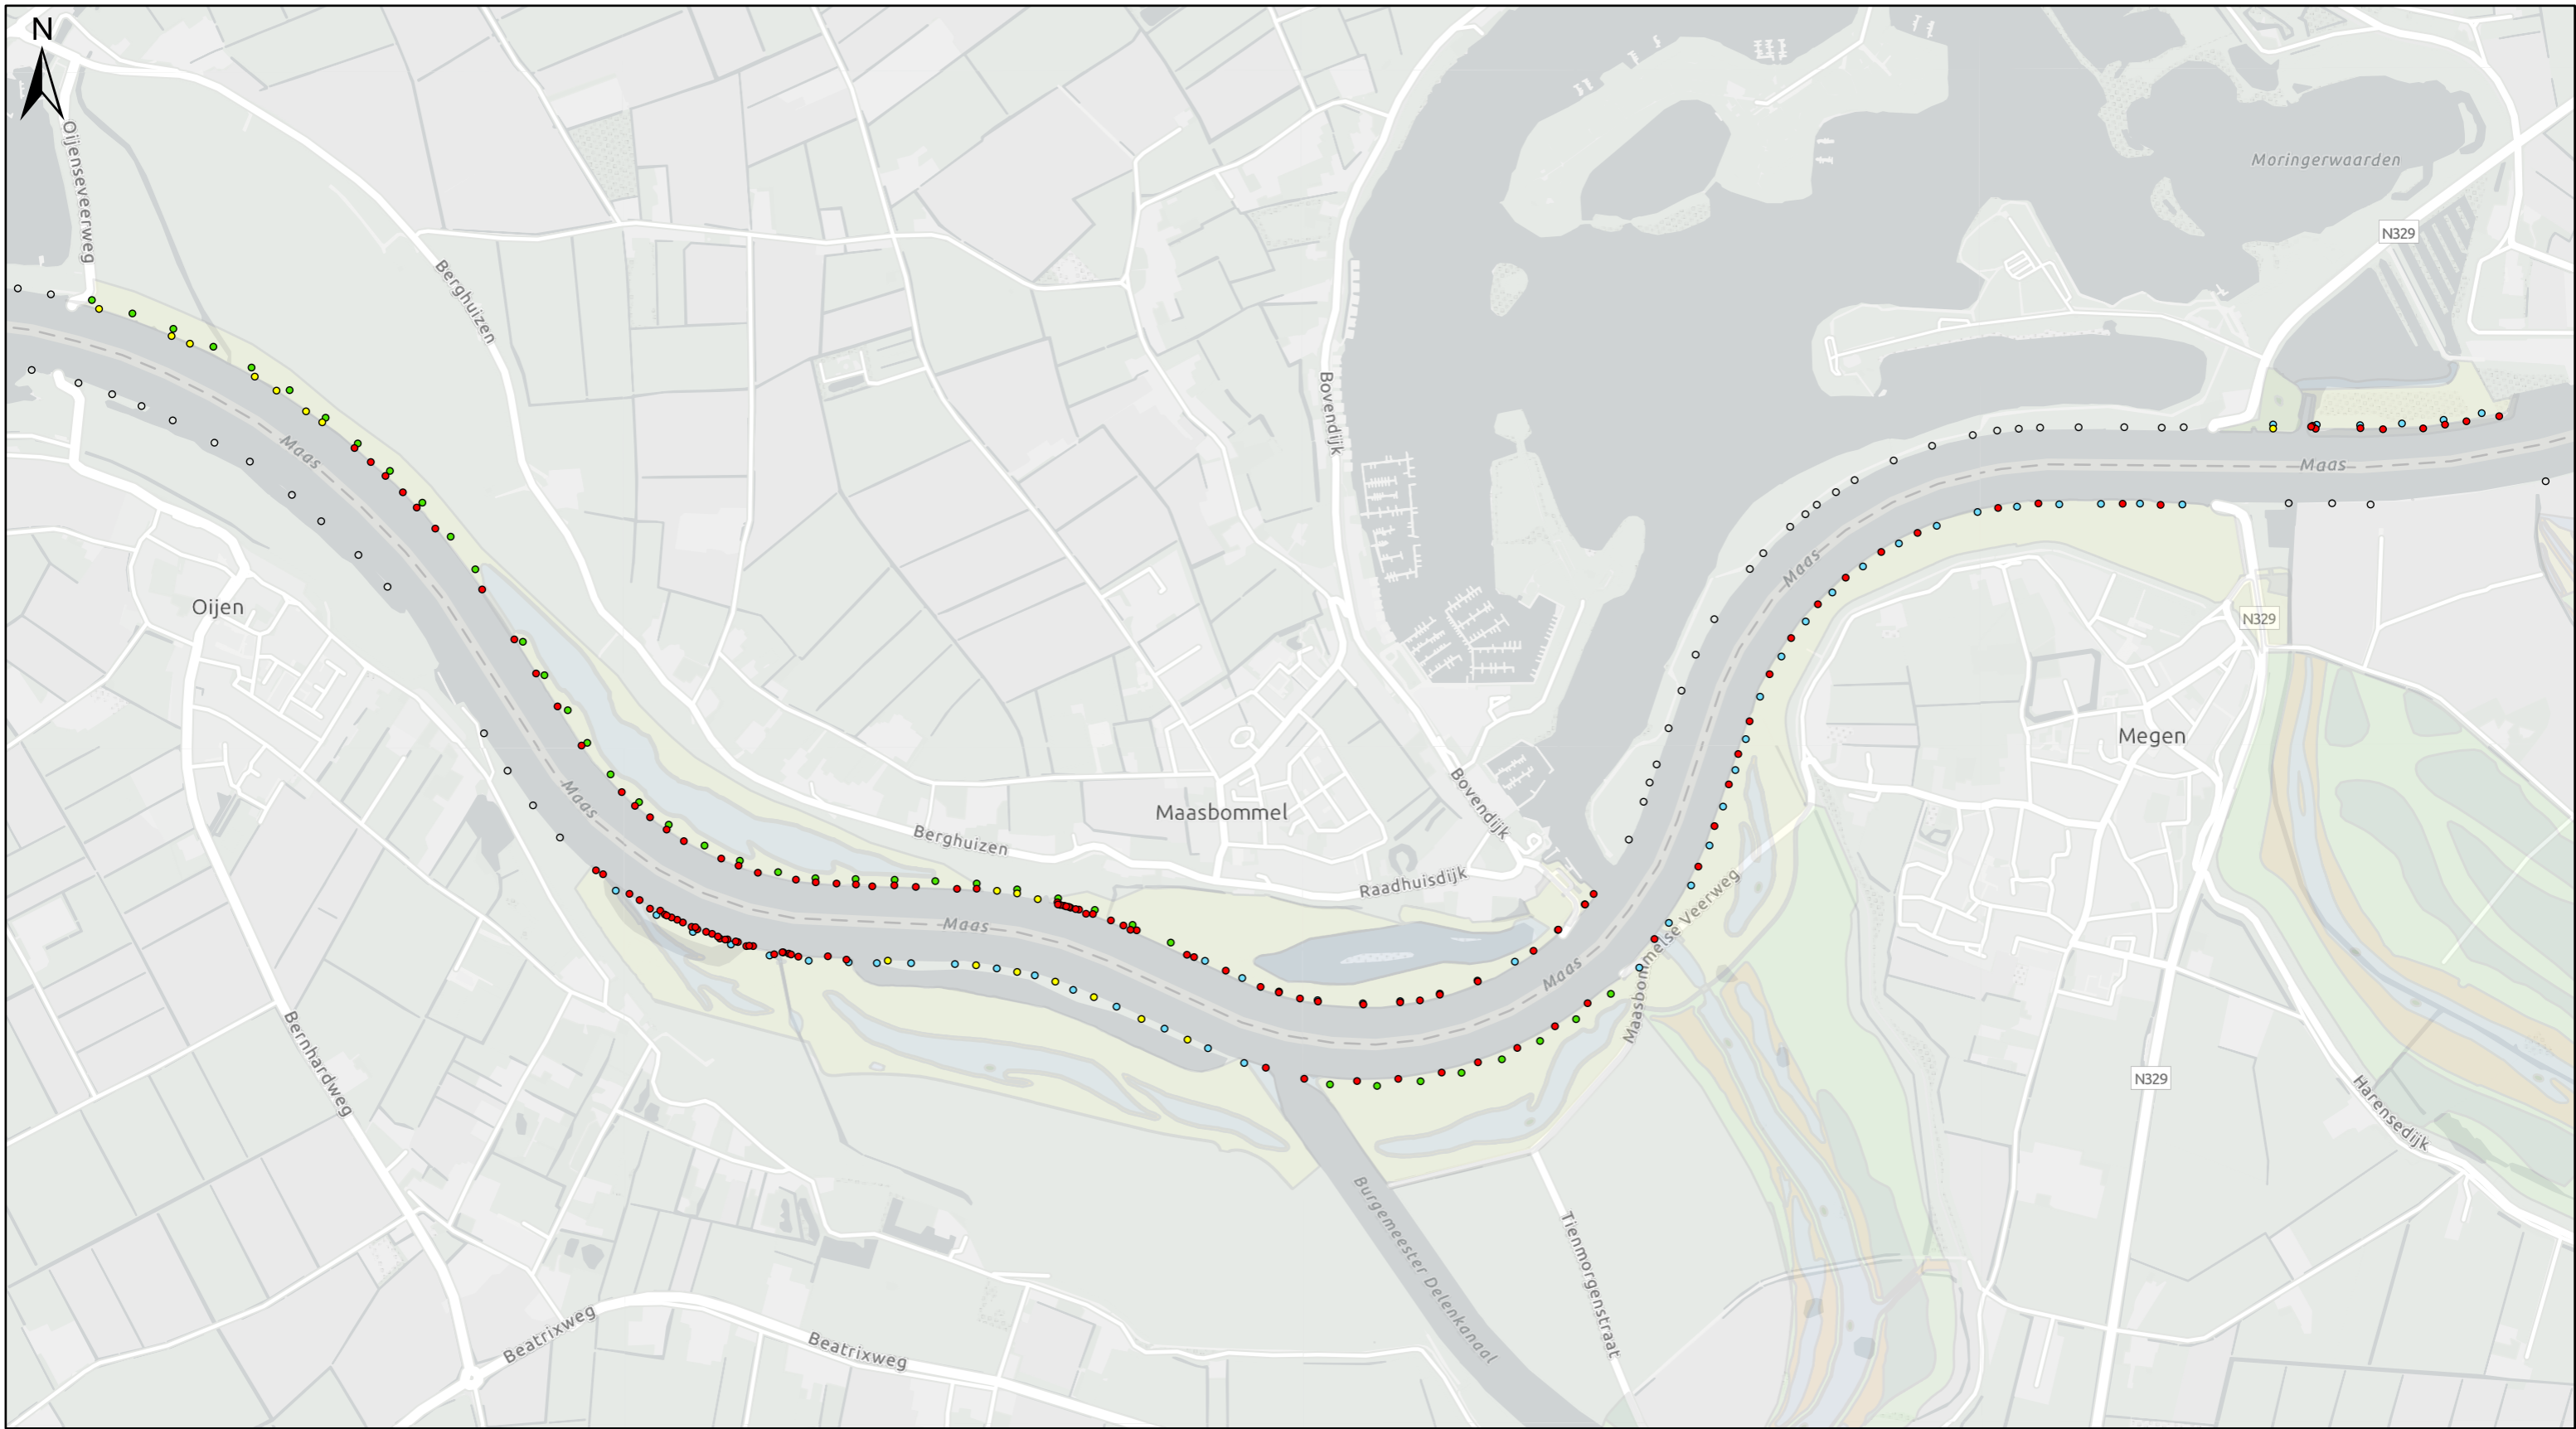 N
Oijenseveerweg
Moringerwaarden
N329
Berghuizen
Bovendijk
Maas
Maas
Maas
Oijen
N329
Megen
Bovendijk
Maas
Maasbommel
Berghuizen
Raadhuisdijk
Maas
Maas
Maasbommelse Veerweg
Bernhardweg
N329
Harensedijk
Burgemeester Delenkanaal
Tienmorgenstraat
Beatrixweg
Beatrixweg